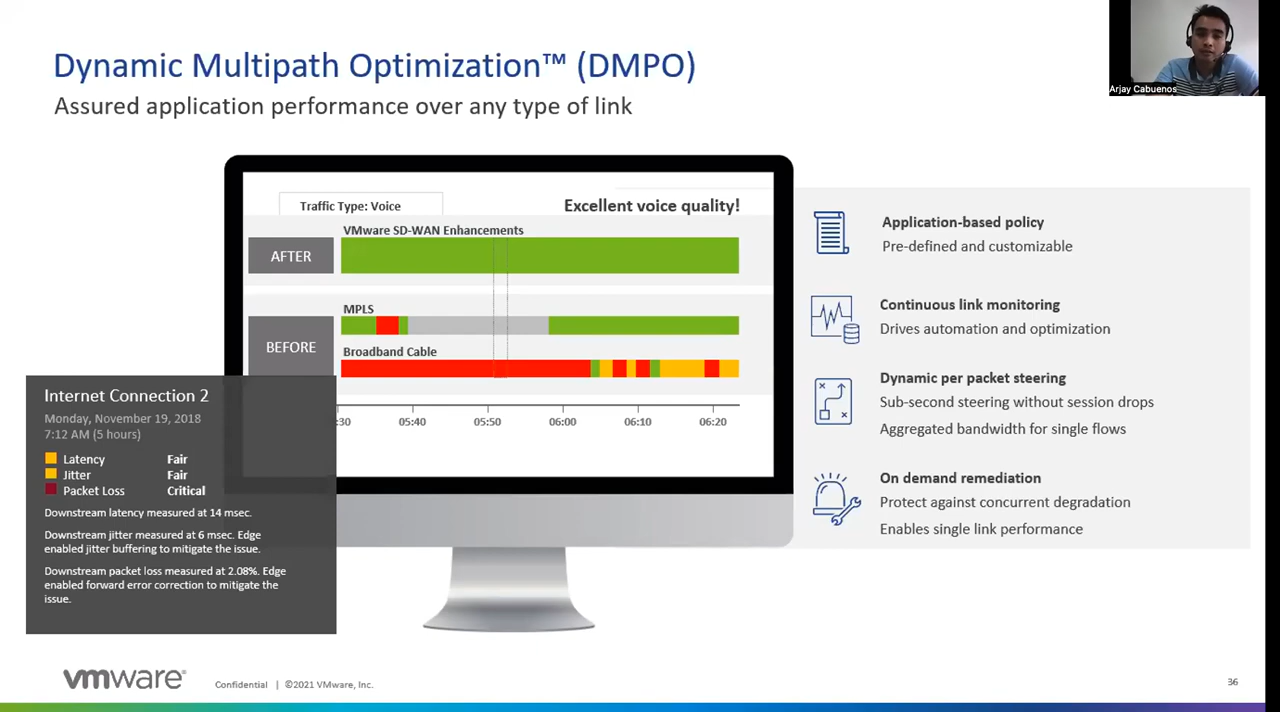 Dynamic Multipath Optimization™ (DMPO)
Assured application performance over any type of link
Arjay Cabuenos
Traffic Type: Voice
Excellent voice quality!
VMware SD-WAN Enhancements
AFTER
MPLS
BEFORE
Broadband Cable
:30 05:40 05:50 06:00 06:10 06:20
Internet Connection 2
Monday, November 19, 2018
7:12 AM (5 hours)
Latency Fair
Jitter Fair
Packet Loss Critical
Downstream latency measured at 14 msec.
Downstream jitter measured at 6 msec. Edge
enabled jitter buffering to mitigate the issue.
Downstream packet loss measured at 2.08%. Edge
enabled forward error correction to mitigate the
issue.
Application-based policy
Pre-defined and customizable
Continuous link monitoring
Drives automation and optimization
Dynamic per packet steering
Sub-second steering without session drops
Aggregated bandwidth for single flows
On demand remediation
Protect against concurrent degradation
Enables single link performance
vmware®
Confidential | ©2021 VMware, Inc.
36